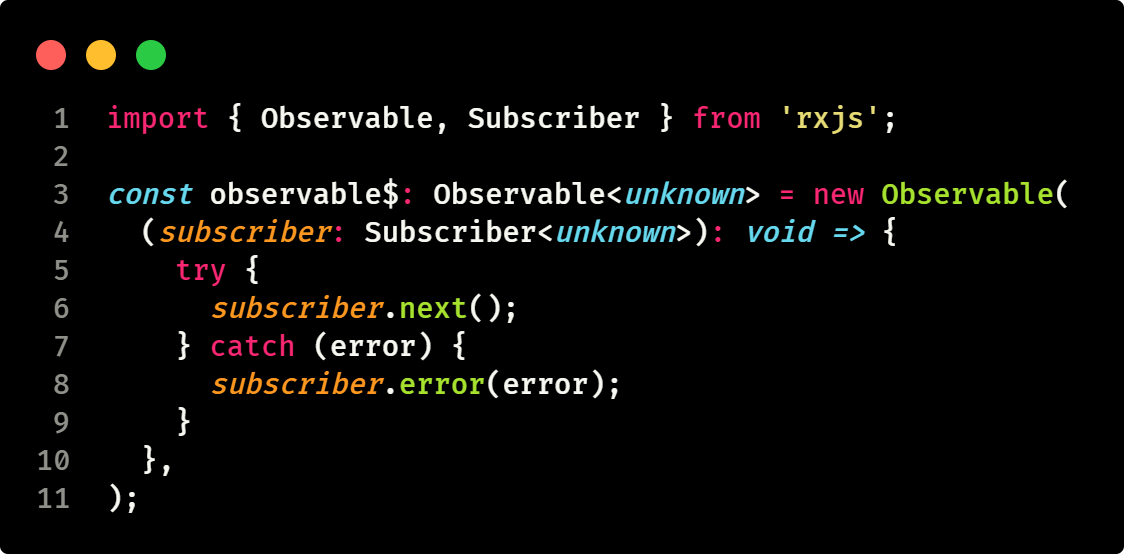 1 import { Observable, Subscriber } from 'rxjs';
2
3 const observable$: Observable<unknown> = new Observable(
4   (subscriber: Subscriber<unknown>): void => {
5     try {
6       subscriber.next();
7     } catch (error) {
8       subscriber.error(error);
9     }
10   },
11 );